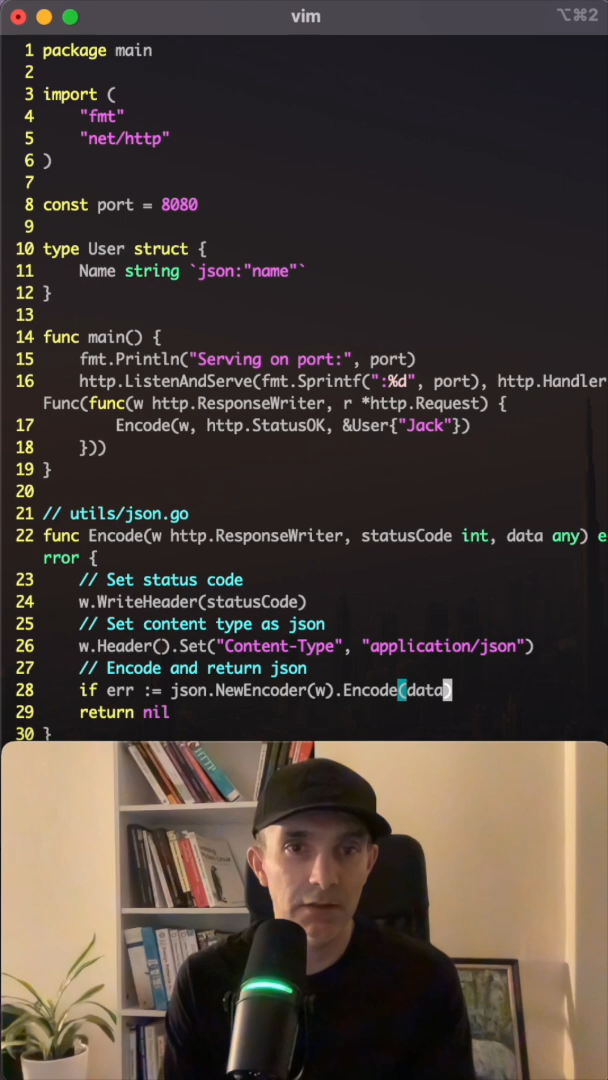 vim
⌥⌘2
1 package main
2
3 import (
4     "fmt"
5     "net/http"
6 )
7
8 const port = 8080
9
10 type User struct {
11     Name string `json:"name"`
12 }
13
14 func main() {
15     fmt.Println("Serving on port:", port)
16     http.ListenAndServe(fmt.Sprintf(":%d", port), http.Handler
Func(func(w http.ResponseWriter, r *http.Request) {
17         Encode(w, http.StatusOK, &User{"Jack"})
18     }))
19 }
20
21 // utils/json.go
22 func Encode(w http.ResponseWriter, statusCode int, data any) e
rror {
23     // Set status code
24     w.WriteHeader(statusCode)
25     // Set content type as json
26     w.Header().Set("Content-Type", "application/json")
27     // Encode and return json
28     if err := json.NewEncoder(w).Encode(data)
29     return nil
30 }
HTTP